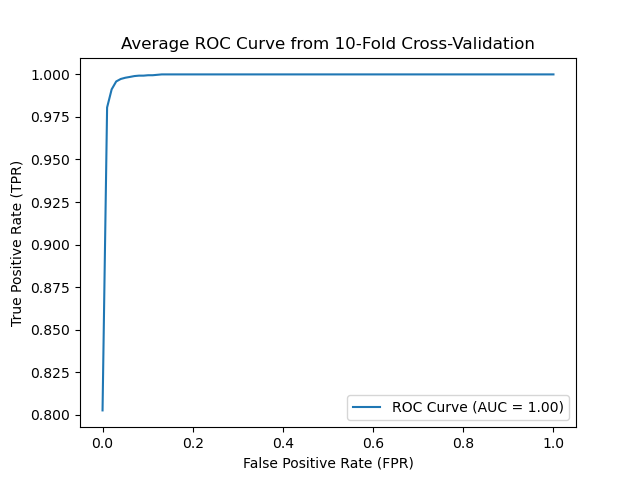 Average ROC Curve from 10-Fold Cross-Validation
1.000
0.975
0.950
0.925
0.900
0.875
0.850
0.825
0.800
True Positive Rate (TPR)
ROC Curve (AUC = 1.00)
0.0 0.2 0.4 0.6 0.8 1.0
False Positive Rate (FPR)